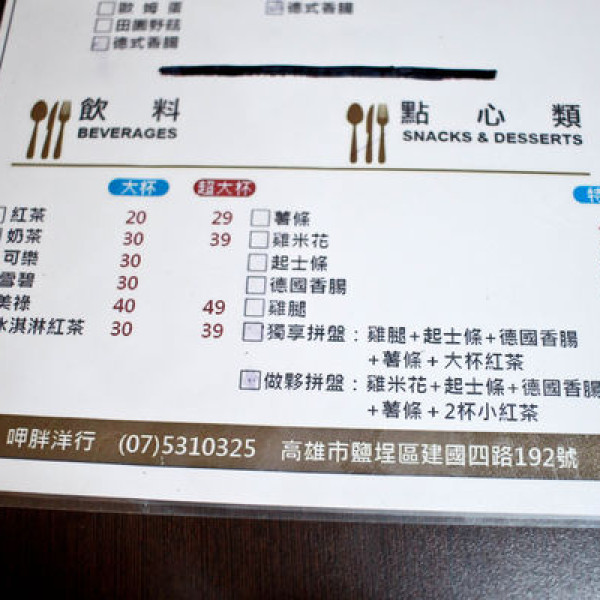 歐姆蛋
田園野菇
德式香腸
德式香腸
飲料
BEVERAGES
大杯 超大杯
紅茶 20 29
奶茶 30 39
可樂 30
雪碧 30
美祿 40 49
冰淇淋紅茶 30 39
點心類
SNACKS & DESSERTS
特
薯條
雞米花
起士條
德國香腸
雞腿
獨享拼盤：雞腿+起士條+德國香腸
+薯條+大杯紅茶
做夥拼盤：雞米花+起士條+德國香腸
+薯條+2杯小紅茶
呷胖洋行 (07)5310325 高雄市鹽埕區建國四路192號